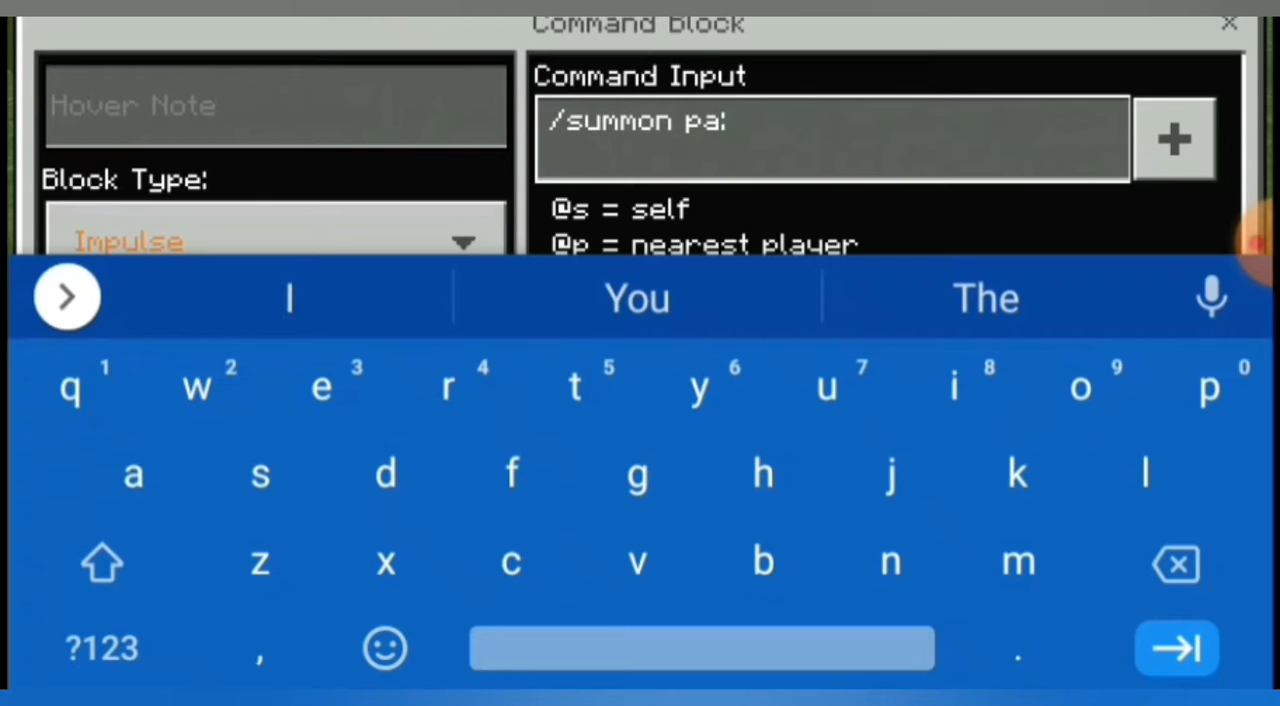 Command Block ×
Hover Note
Command Input
/summon pa:
+
Block Type:
Impulse
@s = self
@p = nearest player
I You The
q 1 w 2 e 3 r 4 t 5 y 6 u 7 i 8 o 9 p 0
a s d f g h j k l
z x c v b n m
?123 , .